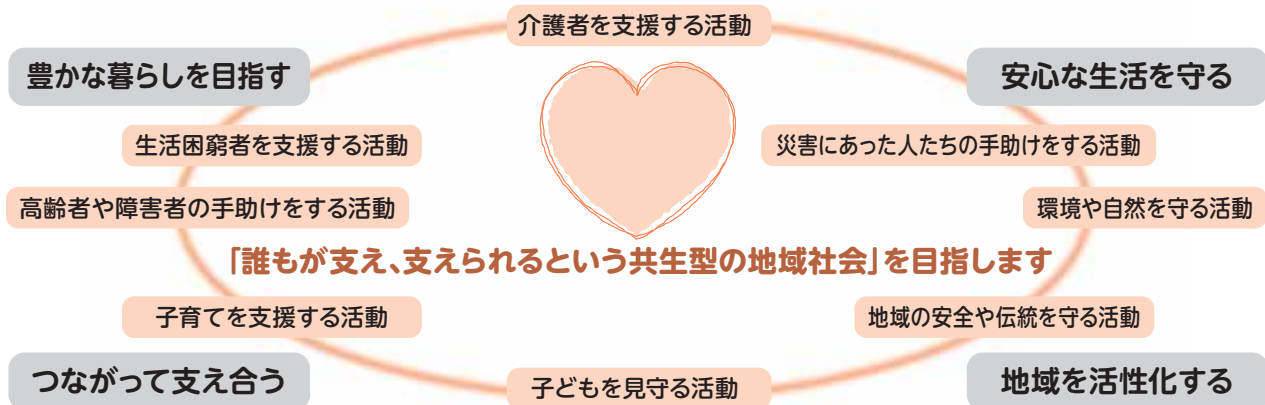 介護者を支援する活動
豊かな暮らしを目指す
安心な生活を守る
生活困窮者を支援する活動
災害にあった人たちの手助けをする活動
高齢者や障害者の手助けをする活動
環境や自然を守る活動
「誰もが支え、支えられるという共生型の地域社会」を目指します
子育てを支援する活動
地域の安全や伝統を守る活動
つながって支え合う
子どもを見守る活動
地域を活性化する